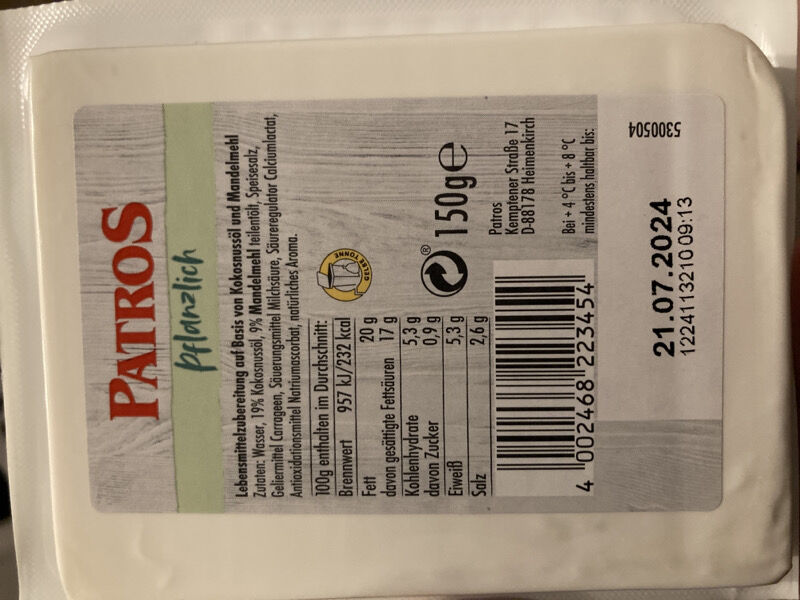 PATROS
pflanzlich
Lebensmittelzubereitung auf Basis von Kokosnussöl und Mandelmehl
Zutaten: Wasser, 19% Kokosnussöl, 9% Mandelmehl teilentölt, Speisesalz,
Geliermittel Carrageen, Säuerungsmittel Milchsäure, Säureregulator Calciumlactat,
Antioxidationsmittel Natriumascorbat, natürliches Aroma.
100g enthalten im Durchschnitt:
Brennwert 957 kJ/232 kcal
Fett 20 g
davon gesättigte Fettsäuren 17 g
Kohlenhydrate 5,3 g
davon Zucker 0,9 g
Eiweiß 5,3 g
Salz 2,6 g
GELBE TONNE
®
150g℮
Patros
Kempfener Straße 17
D-88178 Heimenkirch
Bei + 4 °C bis + 8 °C
mindestens haltbar bis:
4 002468 223454
21.07.2024
1224113210 09:13
5300504